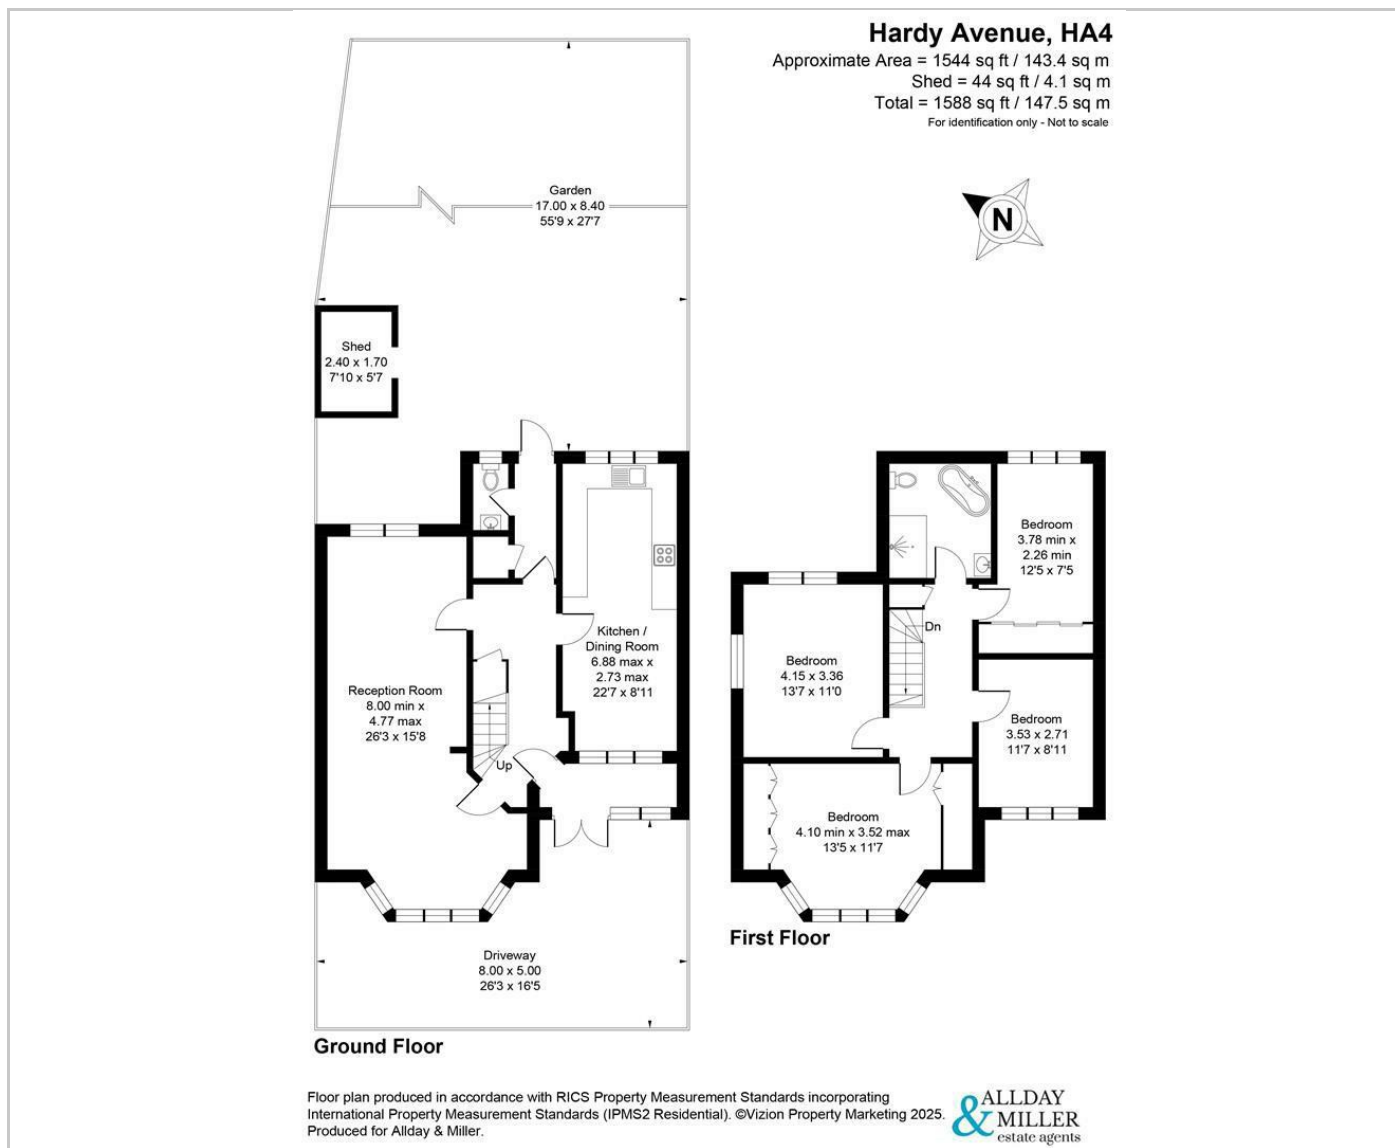 Hardy Avenue, HA4
Approximate Area = 1544 sq ft / 143.4 sq m
Shed = 44 sq ft / 4.1 sq m
Total = 1588 sq ft / 147.5 sq m
For identification only - Not to scale
N
Garden
17.00 x 8.40
55'9 x 27'7
Shed
2.40 x 1.70
7'10 x 5'7
Kitchen /
Dining Room
6.88 max x
2.73 max
22'7 x 8'11
Reception Room
8.00 min x
4.77 max
26'3 x 15'8
Up
Driveway
8.00 x 5.00
26'3 x 16'5
Ground Floor
Bedroom
3.78 min x
2.26 min
12'5 x 7'5
Dn
Bedroom
4.15 x 3.36
13'7 x 11'0
Bedroom
3.53 x 2.71
11'7 x 8'11
Bedroom
4.10 min x 3.52 max
13'5 x 11'7
First Floor
Floor plan produced in accordance with RICS Property Measurement Standards incorporating
International Property Measurement Standards (IPMS2 Residential). ©Vizion Property Marketing 2025.
Produced for Allday & Miller.
ALLDAY
& MILLER
estate agents